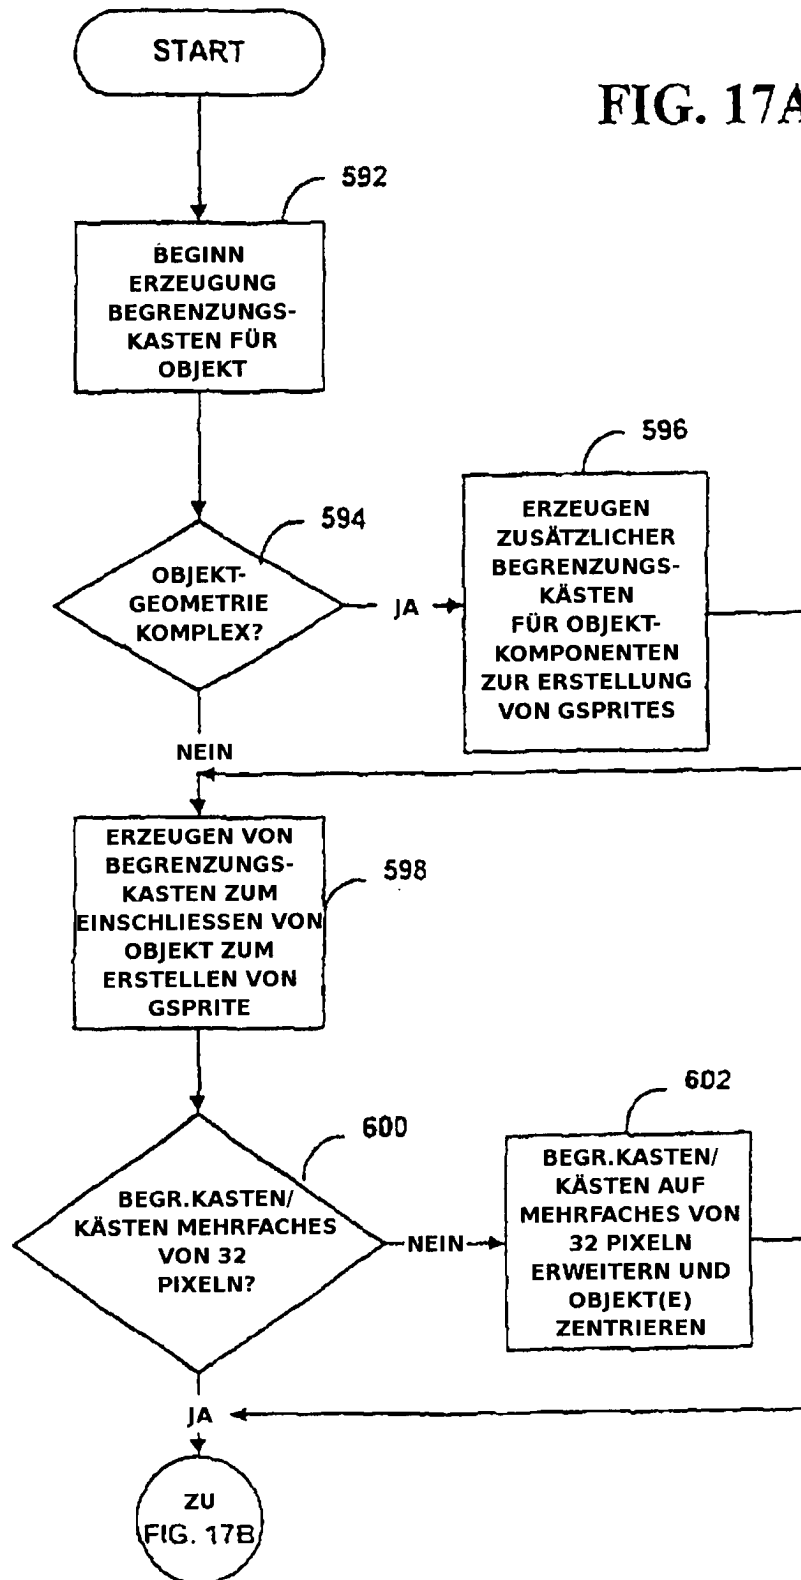 START
FIG. 17A
592
BEGINN
ERZEUGUNG
BEGRENZUNGS-
KASTEN FÜR
OBJEKT
594
OBJEKT-
GEOMETRIE
KOMPLEX?
JA
596
ERZEUGEN
ZUSÄTZLICHER
BEGRENZUNGS-
KÄSTEN
FÜR OBJEKT-
KOMPONENTEN
ZUR ERSTELLUNG
VON GSPRITES
NEIN
598
ERZEUGEN VON
BEGRENZUNGS-
KASTEN ZUM
EINSCHLIESSEN VON
OBJEKT ZUM
ERSTELLEN VON
GSPRITE
600
BEGR.KASTEN/
KÄSTEN MEHRFACHES
VON 32
PIXELN?
NEIN
602
BEGR.KASTEN/
KÄSTEN AUF
MEHRFACHES VON
32 PIXELN
ERWEITERN UND
OBJEKT(E)
ZENTRIEREN
JA
ZU
FIG. 17B